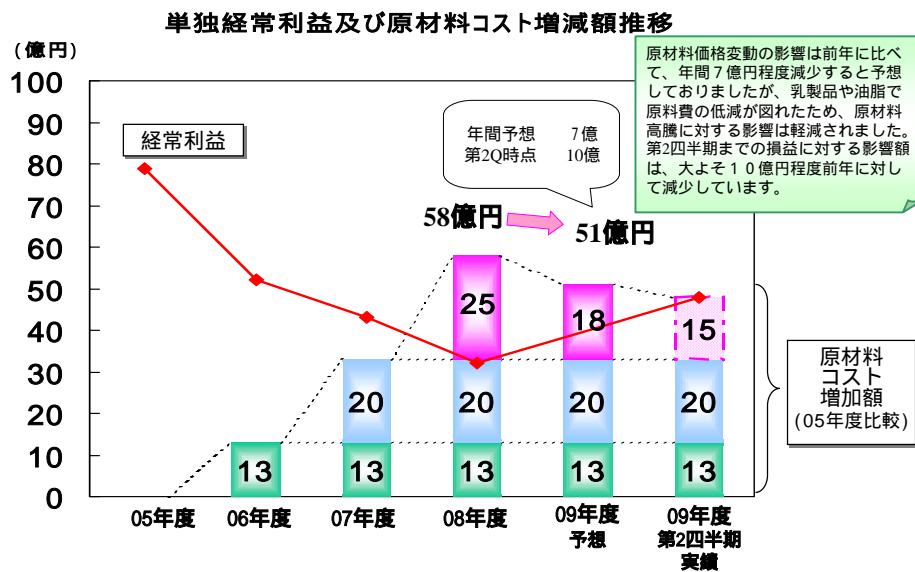 単独経常利益及び原材料コスト増減額推移
(億円)
原材料価格変動の影響は前年に比べ
て、年間7億円程度減少すると予想
しておりましたが、乳製品や油脂で
原料費の低減が図れたため、原材料
高騰に対する影響は軽減されました。
第2四半期までの損益に対する影響額
は、大よそ10億円程度前年に対し
て減少しています。
年間予想 7億
第2Q時点 10億
経常利益
58億円
51億円
100
90
80
70
60
50
40
30
20
10
0
25
18
15
20
20
20
20
13
13
13
13
13
原材料
コスト
増加額
(05年度比較)
05年度
06年度
07年度
08年度
09年度
予想
09年度
第2四半期
実績